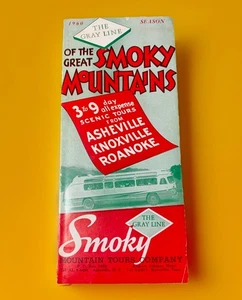 1960 SEASON
THE
GRAY LINE
OF THE
GREAT SMOKY
MOUNTAINS
3 to 9 day
all expense
SCENIC TOURS
FROM
ASHEVILLE
KNOXVILLE
ROANOKE
THE
GRAY LINE
Smoky
MOUNTAIN TOURS COMPANY